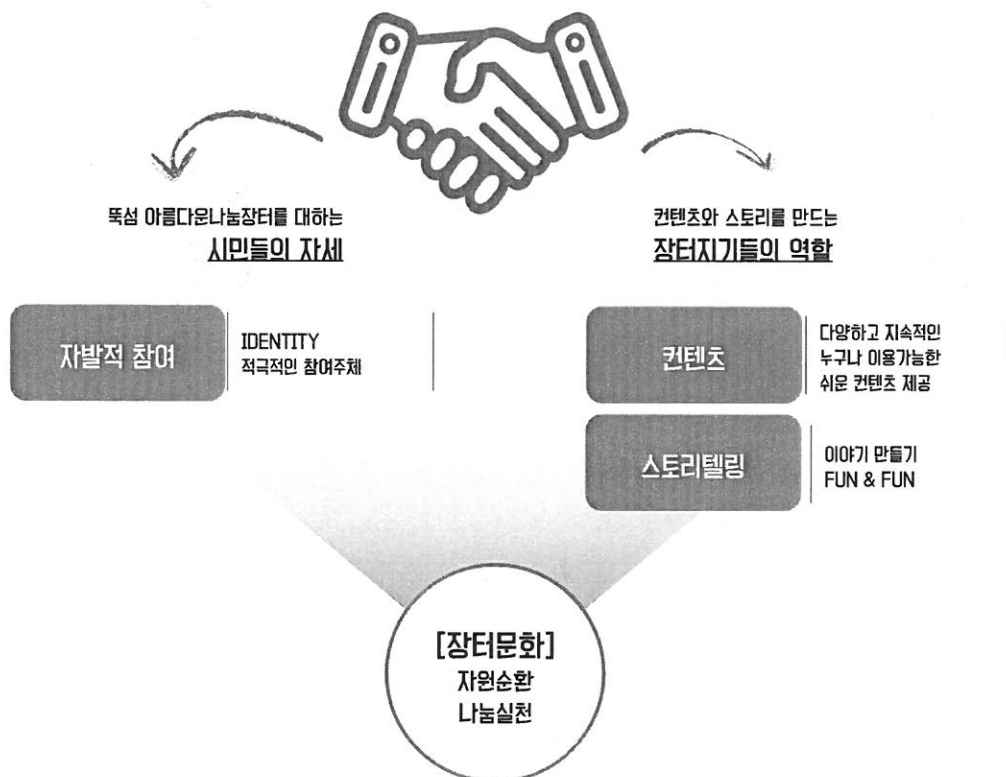 뚝섬 아름다운나눔장터를 대하는
시민들의 자세
컨텐츠와 스토리를 만드는
장터지기들의 역할
자발적 참여
IDENTITY
적극적인 참여주체
컨텐츠
다양하고 지속적인
누구나 이용가능한
쉬운 컨텐츠 제공
스토리텔링
이야기 만들기
FUN & FUN
[장터문화]
자원순환
나눔실천